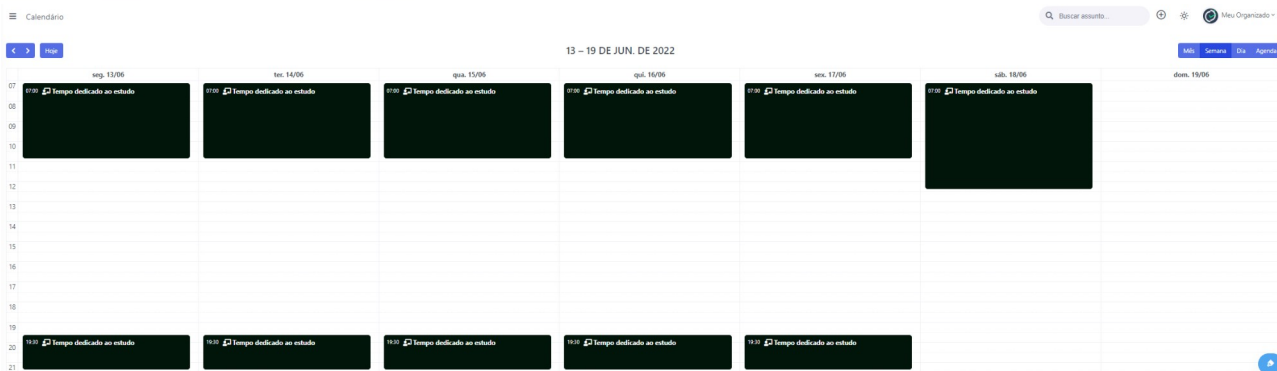 Calendário
Buscar assunto...
Meu Organizado
Hoje
13 – 19 DE JUN. DE 2022
Mês Semana Dia Agenda
seg. 13/06 ter. 14/06 qua. 15/06 qui. 16/06 sex. 17/06 sáb. 18/06 dom. 19/06
07
07:00 Tempo dedicado ao estudo
07:00 Tempo dedicado ao estudo
07:00 Tempo dedicado ao estudo
07:00 Tempo dedicado ao estudo
07:00 Tempo dedicado ao estudo
07:00 Tempo dedicado ao estudo
08
09
10
11
12
13
14
15
16
17
18
19
19:30 Tempo dedicado ao estudo
19:30 Tempo dedicado ao estudo
19:30 Tempo dedicado ao estudo
19:30 Tempo dedicado ao estudo
19:30 Tempo dedicado ao estudo
20
21